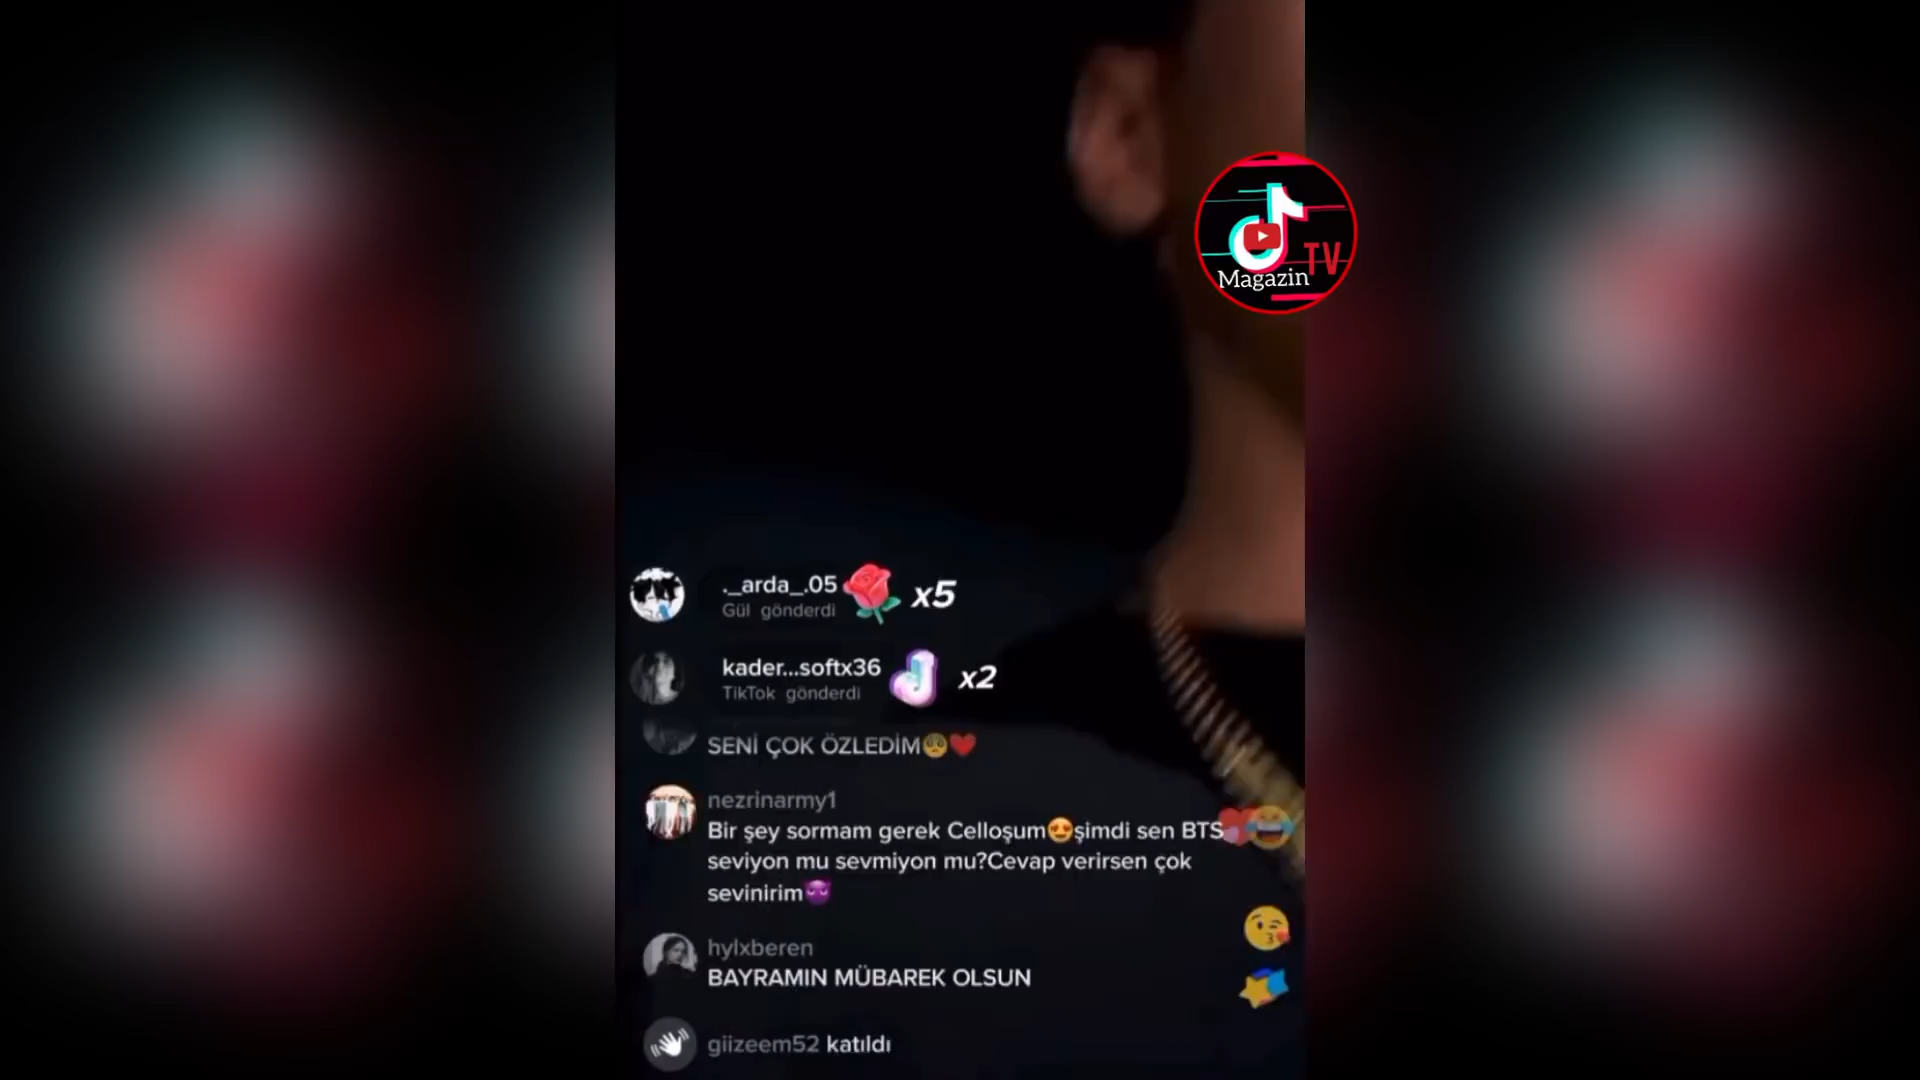 TV
Magazin
._arda_.05
Gül gönderdi
x5
kader...softx36
TikTok gönderdi
x2
SENİ ÇOK ÖZLEDİM🥺❤️
nezrinarmy1
Bir şey sormam gerek Celloşum😍şimdi sen BTS
seviyon mu sevmiyon mu?Cevap verirsen çok
sevinirim😈
hylxberen
BAYRAMIN MÜBAREK OLSUN
giizeem52 katıldı